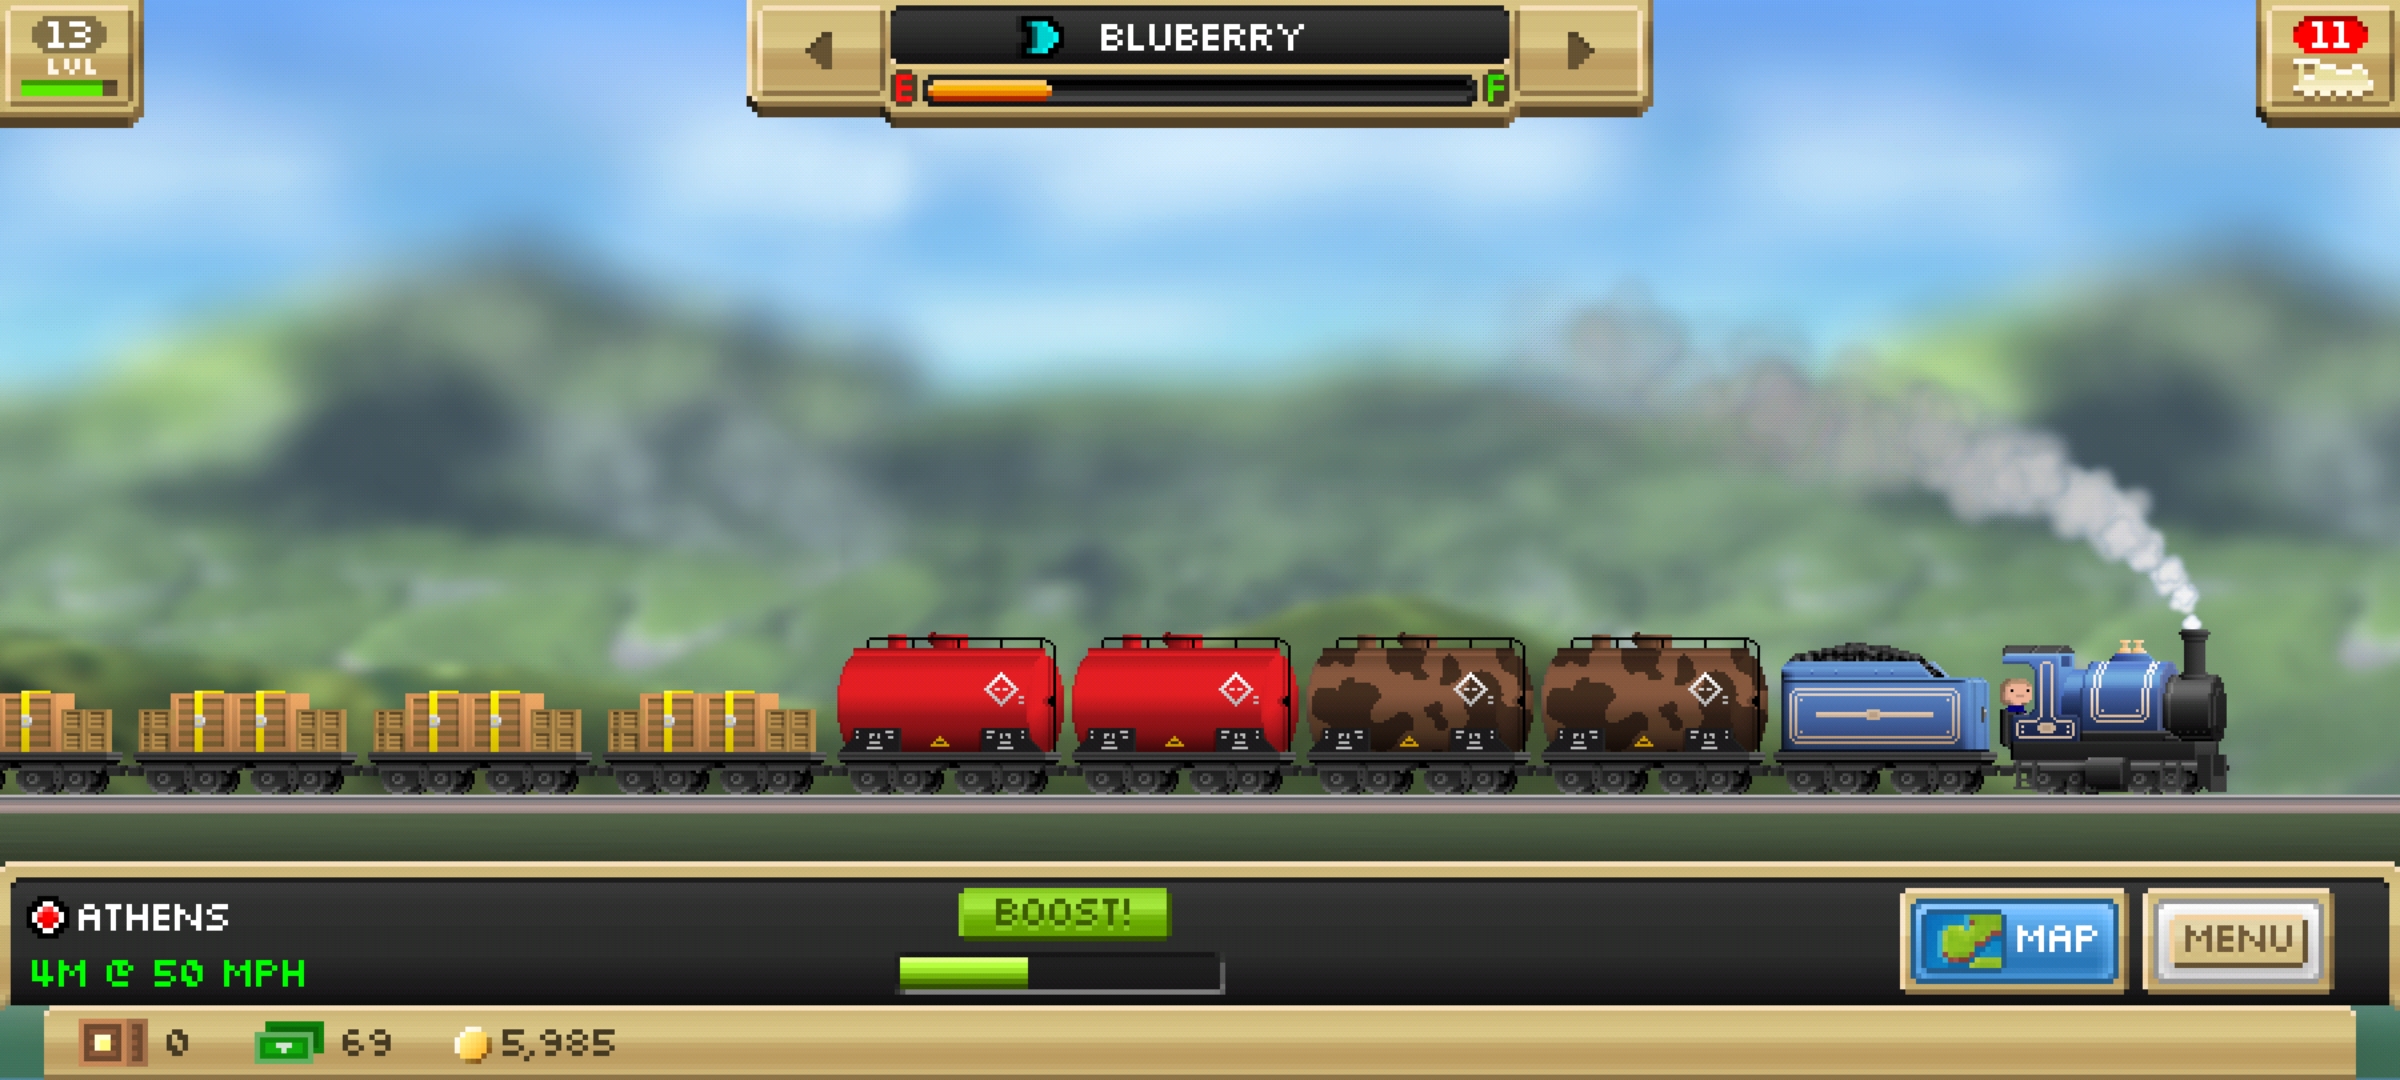 13
LVL
BLUBERRY
E F
11
ATHENS
4M @ 50 MPH
BOOST!
MAP
MENU
0 69 5,985